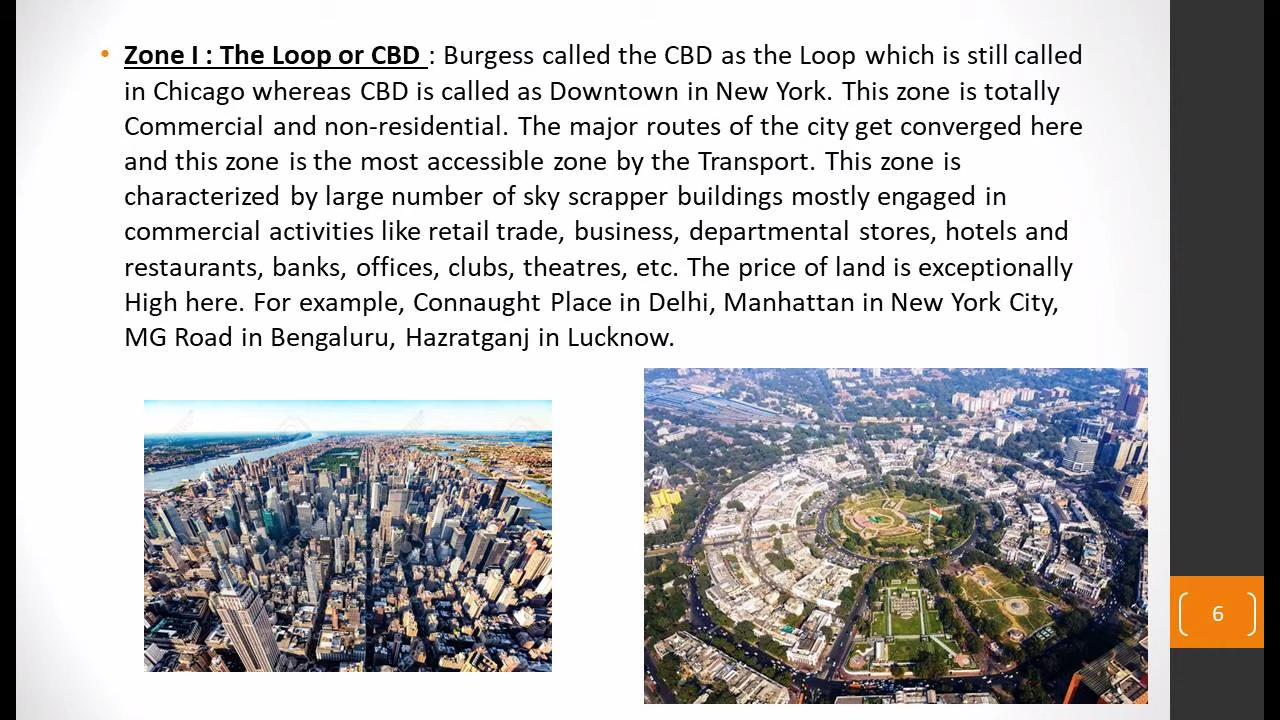 Zone I : The Loop or CBD : Burgess called the CBD as the Loop which is still called
in Chicago whereas CBD is called as Downtown in New York. This zone is totally
Commercial and non-residential. The major routes of the city get converged here
and this zone is the most accessible zone by the Transport. This zone is
characterized by large number of sky scrapper buildings mostly engaged in
commercial activities like retail trade, business, departmental stores, hotels and
restaurants, banks, offices, clubs, theatres, etc. The price of land is exceptionally
High here. For example, Connaught Place in Delhi, Manhattan in New York City,
MG Road in Bengaluru, Hazratganj in Lucknow.
6